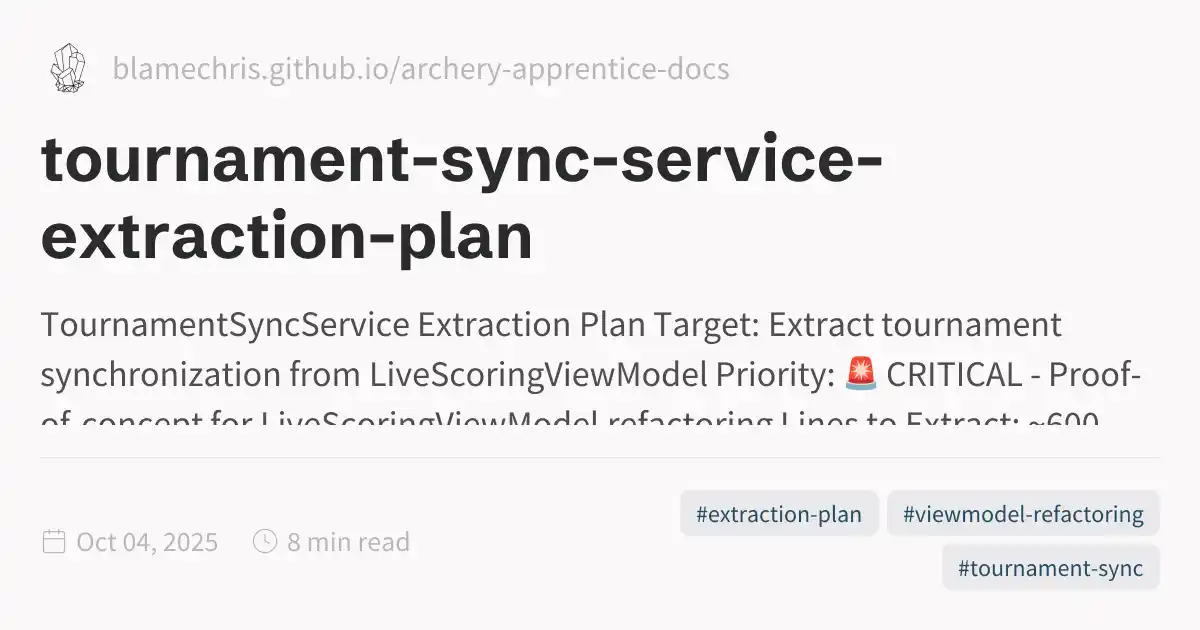 blamechris.github.io/archery-apprentice-docs
tournament-sync-service-
extraction-plan
TournamentSyncService Extraction Plan Target: Extract tournament
synchronization from LiveScoringViewModel Priority: 🚨 CRITICAL - Proof-
of-concept for LiveScoringViewModel refactoring Lines to Extract: ~600
#extraction-plan #viewmodel-refactoring
Oct 04, 2025 8 min read
#tournament-sync